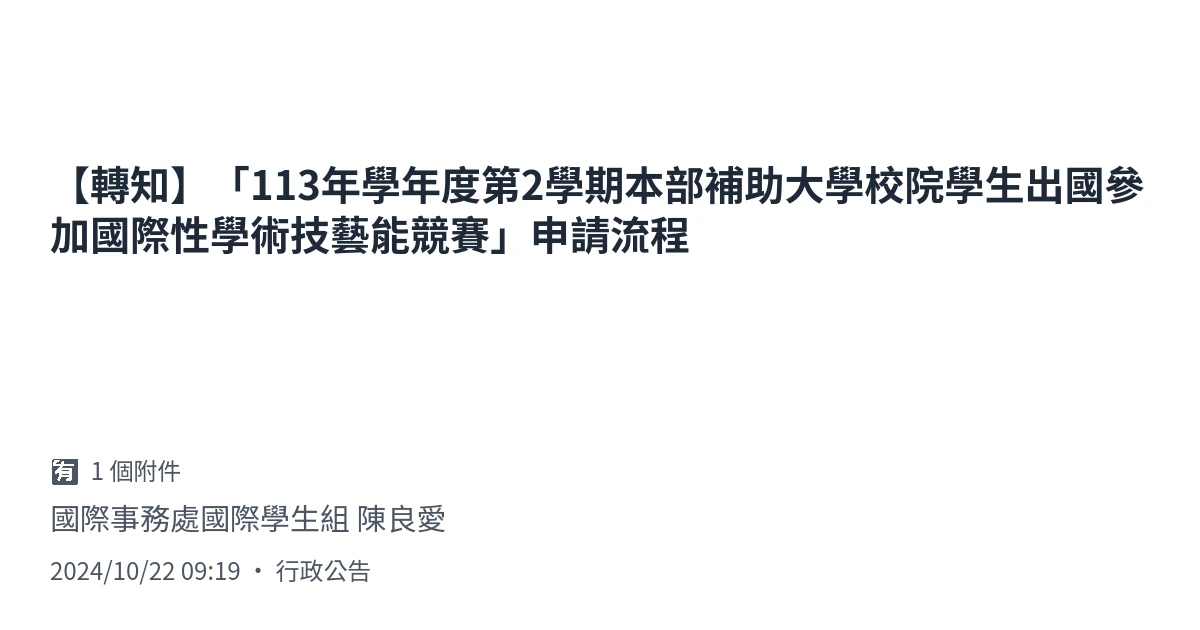 【轉知】「113年學年度第2學期本部補助大學校院學生出國參
加國際性學術技藝能競賽」申請流程
🈶 1 個附件
國際事務處國際學生組 陳良愛
2024/10/22 09:19 • 行政公告